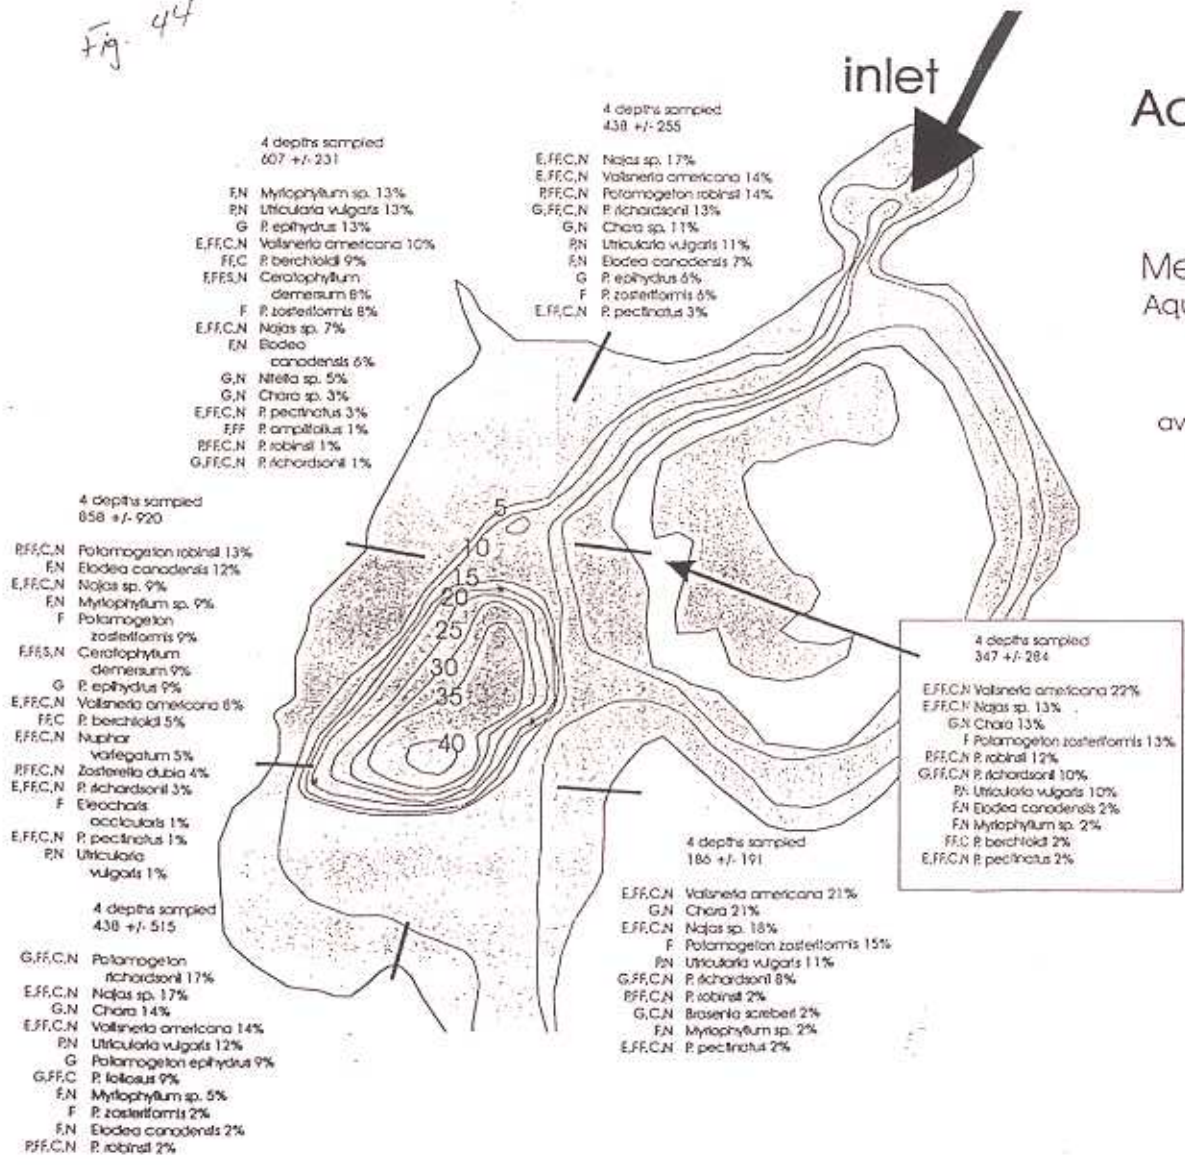 Fig. 44
inlet
Ac
Me
Aqu
av
4 depths sampled
438 +/- 255
E,FF,C,N Najas sp. 17%
E,FF,C,N Valisneria americana 14%
P,FF,C,N Potamogeton robinsii 14%
G,FF,C,N P. richardsonii 13%
G,N Chara sp. 11%
P,N Utricularia vulgaris 11%
F,N Elodea canadensis 7%
G P. epihydrus 6%
F P. zosteriformis 6%
E,FF,C,N P. pectinatus 3%
4 depths sampled
607 +/- 231
F,N Myriophyllum sp. 13%
P,N Utricularia vulgaris 13%
G P. epihydrus 13%
E,FF,C,N Valisneria americana 10%
FF,C P. berchtoldi 9%
F,FF,S,N Ceratophyllum
demersum 8%
F P. zosteriformis 8%
E,FF,C,N Najas sp. 7%
F,N Elodea
canadensis 6%
G,N Nitella sp. 5%
G,N Chara sp. 3%
E,FF,C,N P. pectinatus 3%
F,FF P. amplifolius 1%
P,FF,C,N P. robinsii 1%
G,FF,C,N P. richardsonii 1%
4 depths sampled
858 +/- 920
P,FF,C,N Potamogeton robinsii 13%
F,N Elodea canadensis 12%
E,FF,C,N Najas sp. 9%
F,N Myriophyllum sp. 9%
F Potamogeton
zosteriformis 9%
F,FF,S,N Ceratophyllum
demersum 9%
G P. epihydrus 9%
E,FF,C,N Valisneria americana 8%
FF,C P. berchtoldi 5%
E,FF,C,N Nuphar
variegatum 5%
P,FF,C,N Zosterella dubia 4%
E,FF,C,N P. richardsonii 3%
F Eleocharis
accicularis 1%
E,FF,C,N P. pectinatus 1%
P,N Utricularia
vulgaris 1%
5
10
15
20
25
30
35
40
4 depths sampled
347 +/- 284
E,FF,C,N Valisneria americana 22%
E,FF,C,N Najas sp. 13%
G,N Chara 13%
F Potamogeton zosteriformis 13%
P,FF,C,N P. robinsii 12%
G,FF,C,N P. richardsonii 10%
P,N Utricularia vulgaris 10%
F,N Elodea canadensis 2%
F,N Myriophyllum sp. 2%
FF,C P. berchtoldi 2%
E,FF,C,N P. pectinatus 2%
4 depths sampled
186 +/- 191
E,FF,C,N Valisneria americana 21%
G,N Chara 21%
E,FF,C,N Najas sp. 18%
F Potamogeton zosteriformis 15%
P,N Utricularia vulgaris 11%
G,FF,C,N P. richardsonii 8%
P,FF,C,N P. robinsii 2%
G,C,N Brasenia screberi 2%
F,N Myriophyllum sp. 2%
E,FF,C,N P. pectinatus 2%
4 depths sampled
438 +/- 515
G,FF,C,N Potamogeton
richardsonii 17%
E,FF,C,N Najas sp. 17%
G,N Chara 14%
E,FF,C,N Valisneria americana 14%
P,N Utricularia vulgaris 12%
G Potamogeton epihydrus 9%
G,FF,C P. foliosus 9%
F,N Myriophyllum sp. 5%
F P. zosteriformis 2%
F,N Elodea canadensis 2%
P,FF,C,N P. robinsii 2%